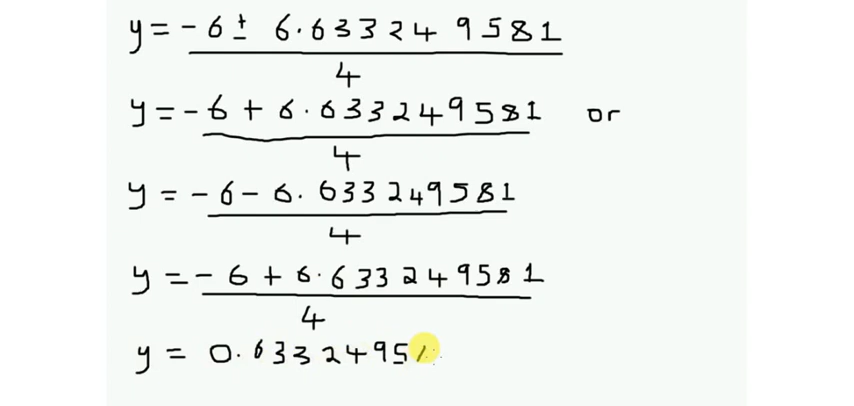 y = -6 ± 6.633249581
4
y = -6 + 6.633249581 or
4
y = -6 - 6.633249581
4
y = -6 + 6.633249581
4
y = 0.6332495